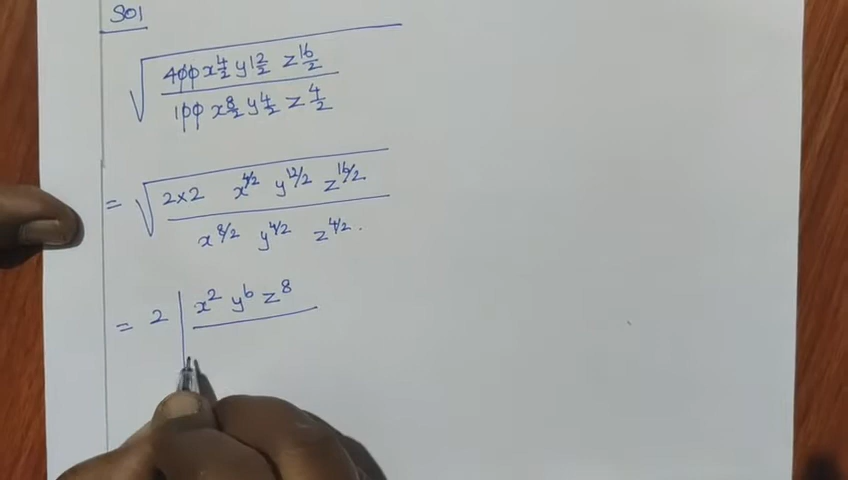 Sol
√(400 x^4/2 y^12/2 z^16/2 / 100 x^8/2 y^4/2 z^4/2)
= √(2×2 x^4/2 y^12/2 z^16/2 / x^8/2 y^4/2 z^4/2.)
= 2 | x^2 y^6 z^8